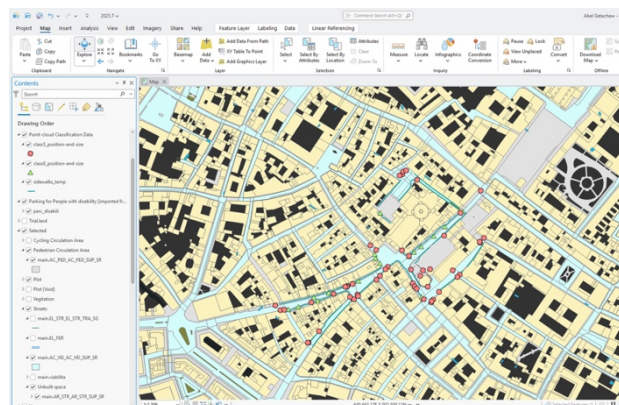 2025.7
Command Search (Alt+Q)
Abel Getachew
Project Map Insert Analysis View Edit Imagery Share Help Feature Layer Labeling Data Linear Referencing
Paste
Cut
Copy
Copy Path
Explore
Bookmarks
Go To XY
Basemap
Add Data
Add Data From Path
XY Table To Point
Add Graphics Layer
Select
Select By Attributes
Select By Location
Attributes
Clear
Zoom To
Measure
Locate
Infographics
Coordinate Conversion
Pause Lock
View Unplaced
More
Convert
Download Map
Clipboard Navigate Layer Selection Inquiry Labeling Offline
Contents
Map
Search
Drawing Order
Point-cloud Classification Data
class5_position-and-size
class8_position-and-size
sidewalks_temp
Parking for People with disability (imported fr...
parc_disabili
Selected
Cycling Circulation Area
Pedestrian Circulation Area
main.AC_PED_AC_PED_SUP_SR
Plot
Plot [Void]
Vegetation
Streets
main.EL_STR_EL_STR_TRA_SG
main.EL_FER
main.AC_VEI_AC_VEI_SUP_SR
main.viabilita
Unbuilt space
main.AR_STR_AR_STR_SUP_SR